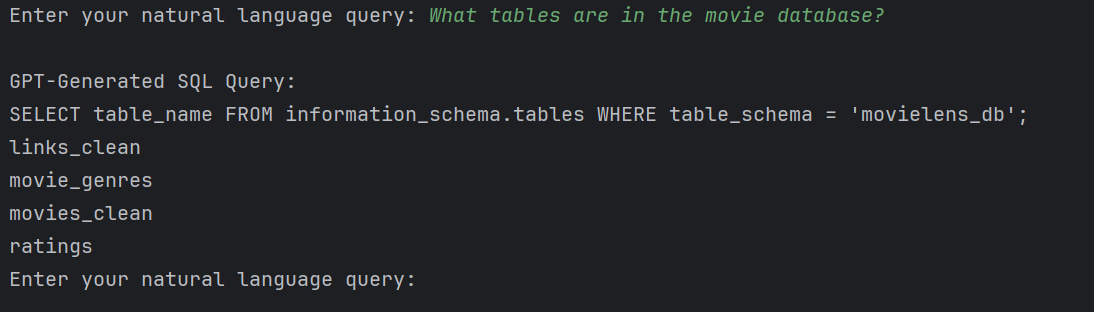 Enter your natural language query: What tables are in the movie database?
GPT-Generated SQL Query:
SELECT table_name FROM information_schema.tables WHERE table_schema = 'movielens_db';
links_clean
movie_genres
movies_clean
ratings
Enter your natural language query: